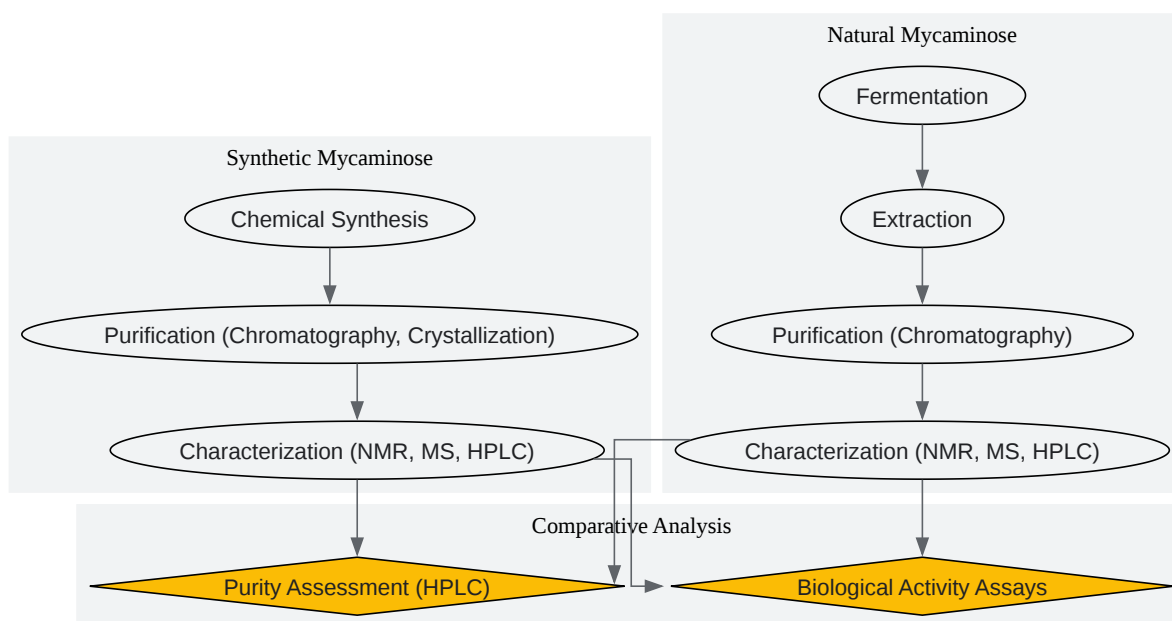 Natural Mycaminose
Fermentation
Synthetic Mycaminose
Chemical Synthesis
Extraction
Purification (Chromatography, Crystallization)
Purification (Chromatography)
Characterization (NMR, MS, HPLC)
Characterization (NMR, MS, HPLC)
Comparative Analysis
Purity Assessment (HPLC)
Biological Activity Assays